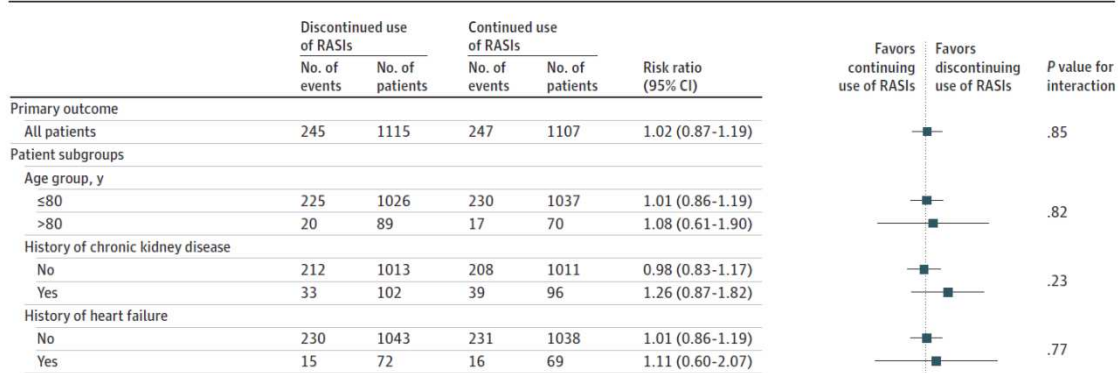 Discontinued use of RASIs Continued use of RASIs
No. of events No. of patients No. of events No. of patients Risk ratio (95% CI) Favors continuing use of RASIs Favors discontinuing use of RASIs P value for interaction
Primary outcome
All patients 245 1115 247 1107 1.02 (0.87-1.19) .85
Patient subgroups
Age group, y
≤80 225 1026 230 1037 1.01 (0.86-1.19)
.82
>80 20 89 17 70 1.08 (0.61-1.90)
History of chronic kidney disease
No 212 1013 208 1011 0.98 (0.83-1.17)
.23
Yes 33 102 39 96 1.26 (0.87-1.82)
History of heart failure
No 230 1043 231 1038 1.01 (0.86-1.19)
.77
Yes 15 72 16 69 1.11 (0.60-2.07)